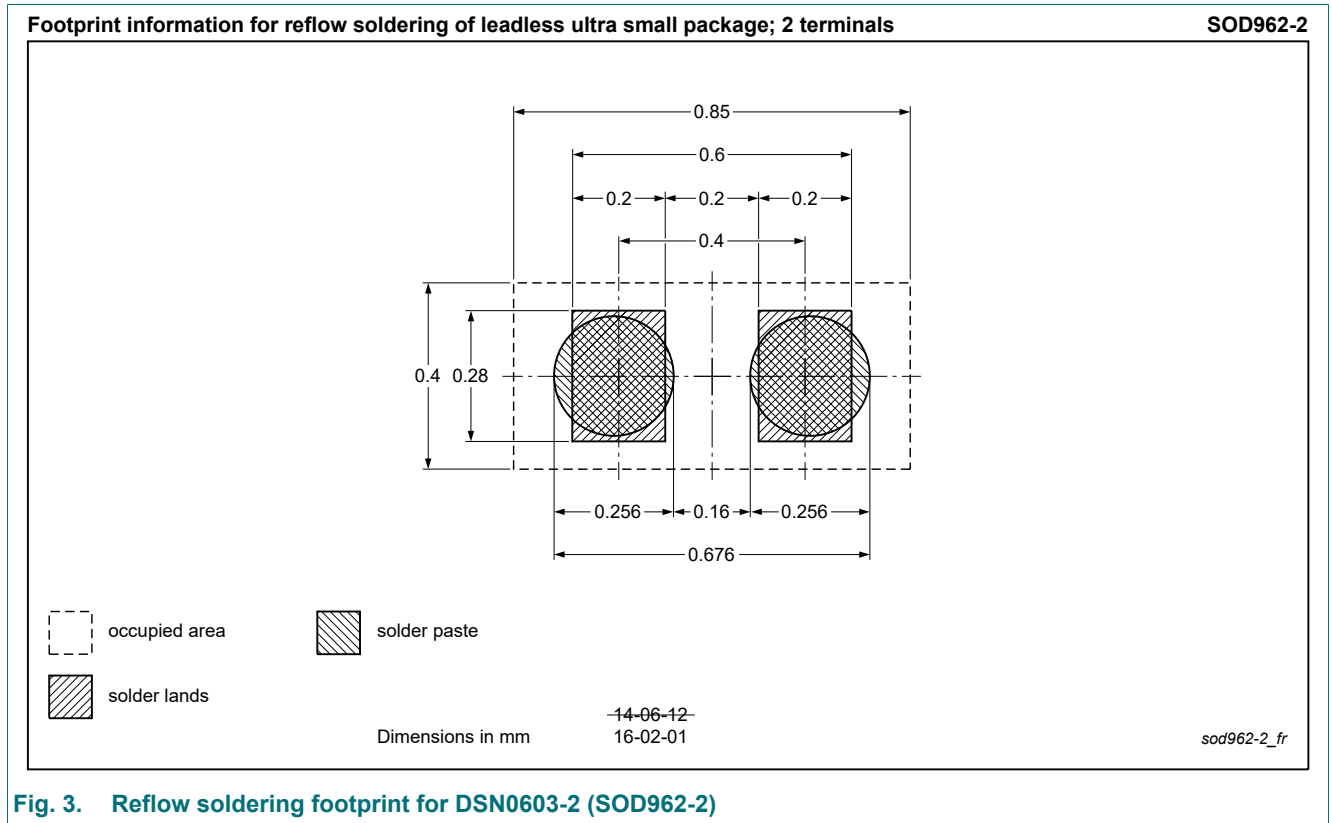 Footprint information for reflow soldering of leadless ultra small package; 2 terminals SOD962-2
0.85
0.6
0.2 0.2 0.2
0.4
0.4 0.28
0.256 0.16 0.256
0.676
occupied area solder paste
solder lands
14-06-12
Dimensions in mm 16-02-01 sod962-2_fr
Fig. 3. Reflow soldering footprint for DSN0603-2 (SOD962-2)